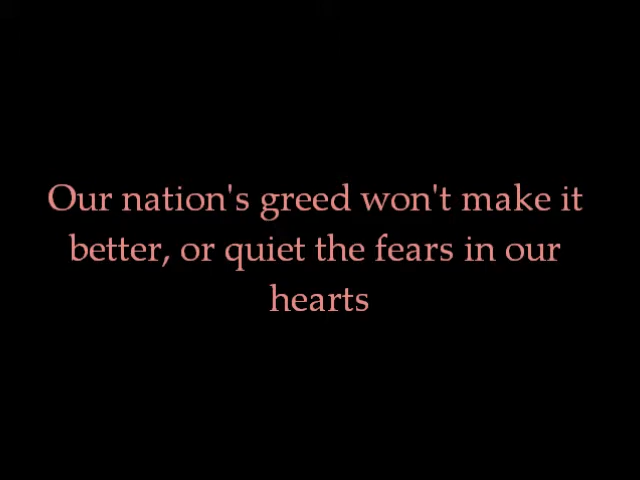 Our nation's greed won't make it
better, or quiet the fears in our
hearts